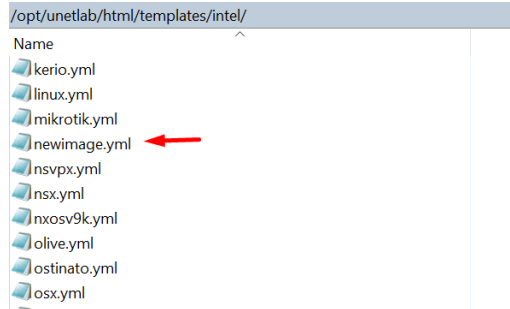 /opt/unetlab/html/templates/intel/
Name
kerio.yml
linux.yml
mikrotik.yml
newimage.yml
nsvpx.yml
nsx.yml
nxosv9k.yml
olive.yml
ostinato.yml
osx.yml